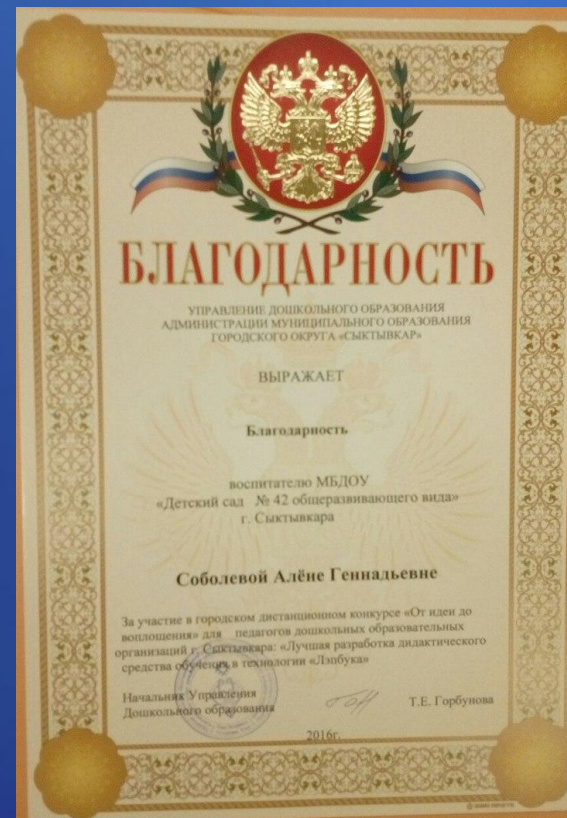 БЛАГОДАРНОСТЬ
УПРАВЛЕНИЕ ДОШКОЛЬНОГО ОБРАЗОВАНИЯ
АДМИНИСТРАЦИИ МУНИЦИПАЛЬНОГО ОБРАЗОВАНИЯ
ГОРОДСКОГО ОКРУГА «СЫКТЫВКАР»
ВЫРАЖАЕТ
Благодарность
воспитателю МБДОУ
«Детский сад № 42 общеразвивающего вида»
г. Сыктывкара
Соболевой Алёне Геннадьевне
За участие в городском дистанционном конкурсе «От идеи до
воплощения» для педагогов дошкольных образовательных
организаций г. Сыктывкара: «Лучшая разработка дидактического
средства обучения в технологии «Лэпбука»
Начальник Управления
Дошкольного образования Т.Е. Горбунова
2016г.